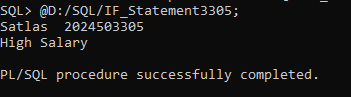 SQL> @D:/SQL/IF_Statement3305;
Satlas  2024503305
High Salary
PL/SQL procedure successfully completed.